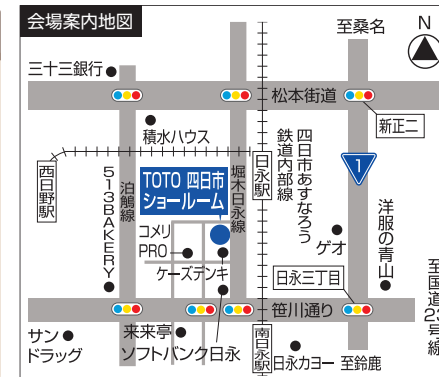 会場案内地図
至桑名
N
三十三銀行
松本街道
新正二
積水ハウス
西日野駅
513BAKERY
泊鵤線
TOTO 四日市
ショールーム
堀木日永線
日永駅
四日市あすなろう
鉄道内部線
1
洋服の青山
コメリ
PRO
ゲオ
ケーズデンキ
日永三丁目
至国道23号線
笹川通り
サン
ドラッグ
来来亭
ソフトバンク日永
南日永駅
日永カヨー
至鈴鹿